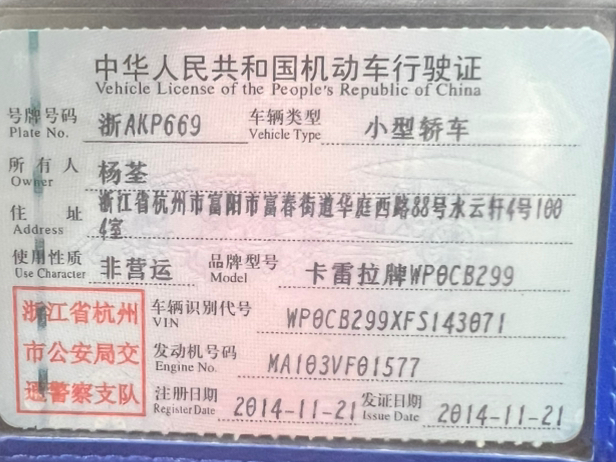 中华人民共和国机动车行驶证
Vehicle License of the People's Republic of China
号牌号码 浙AKP669 车辆类型 小型轿车
Plate No. Vehicle Type
所有人 杨荃
Owner
住址 浙江省杭州市富阳市富春街道华庭西路88号水云轩4号100
Address 4室
使用性质 非营运 品牌型号 卡雷拉牌WP0CB299
Use Character Model
浙江省杭州 车辆识别代号 WP0CB299XFS143071
VIN
市公安局交 发动机号码 MA103VF01577
Engine No.
通警察支队 注册日期 2014-11-21 发证日期 2014-11-21
Register Date Issue Date